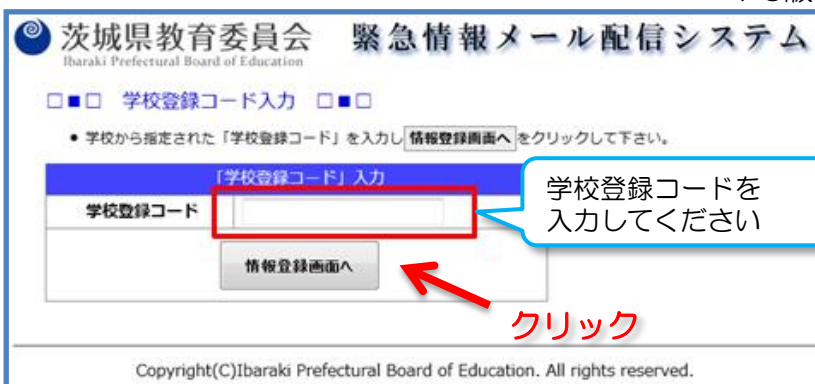 茨城県教育委員会 緊急情報メール配信システム
Ibaraki Prefectural Board of Education
□■□ 学校登録コード入力 □■□
• 学校から指定された「学校登録コード」を入力し 情報登録画面へ をクリックして下さい。
「学校登録コード」入力
学校登録コード
学校登録コードを
入力してください
情報登録画面へ
クリック
Copyright(C)Ibaraki Prefectural Board of Education. All rights reserved.